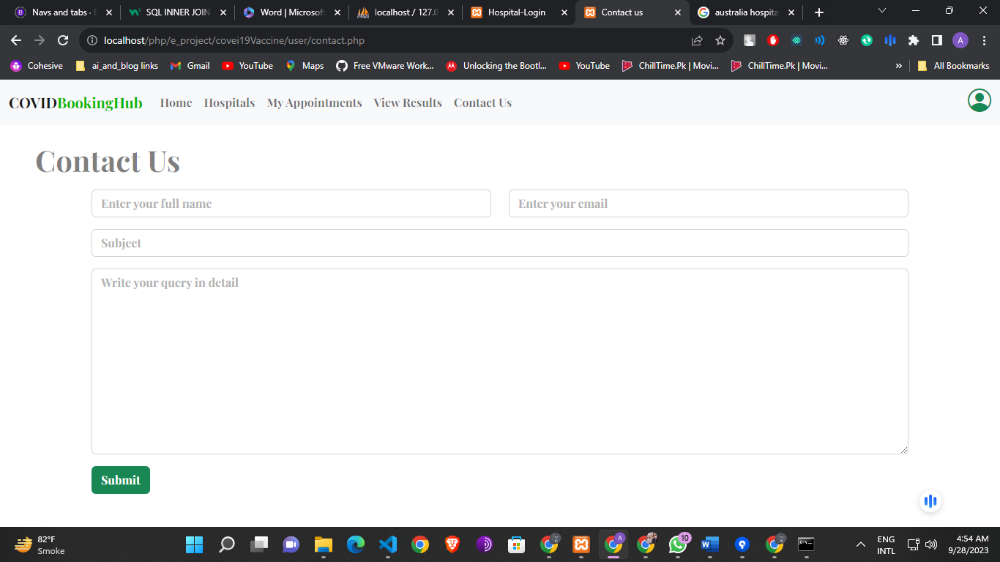 Navs and tabs · B
SQL INNER JOIN
Word | Microsof
localhost / 127.0
Hospital-Login
Contact us
australia hospita
localhost/php/e_project/covei19Vaccine/user/contact.php
A
Cohesive
ai_and_blog links
Gmail
YouTube
Maps
Free VMware Work...
Unlocking the Bootl...
YouTube
ChillTime.Pk | Movi...
ChillTime.Pk | Movi...
»
All Bookmarks
COVIDBookingHub
Home
Hospitals
My Appointments
View Results
Contact Us
Contact Us
Enter your full name
Enter your email
Subject
Write your query in detail
Submit
82°F
Smoke
A
10
ENG
INTL
4:54 AM
9/28/2023